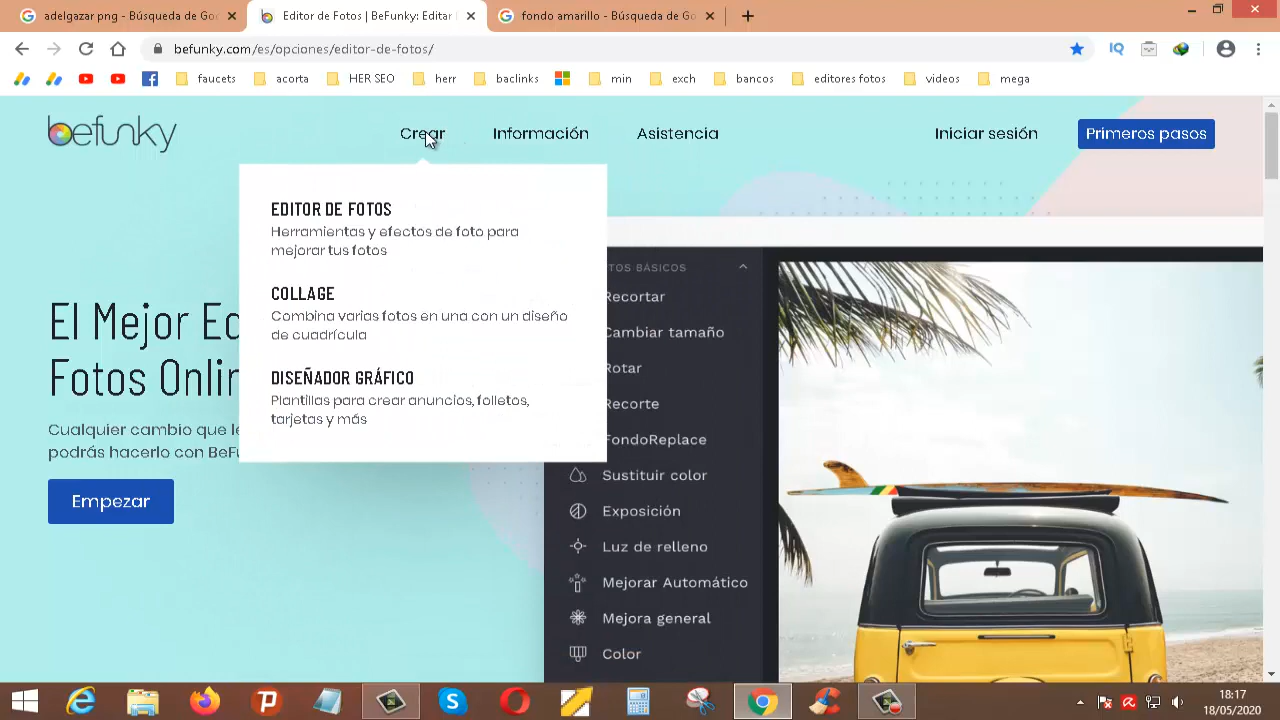 adelgazar png - Búsqueda de Goo
Editor de Fotos | BeFunky: Editar
fondo amarillo - Búsqueda de Go
befunky.com/es/opciones/editor-de-fotos/
faucets
acorta
HER SEO
herr
baclinks
min
exch
bancos
editores fotos
videos
mega
befunky
Crear
Información
Asistencia
Iniciar sesión
Primeros pasos
EDITOR DE FOTOS
Herramientas y efectos de foto para
mejorar tus fotos
COLLAGE
Combina varias fotos en una con un diseño
de cuadrícula
DISEÑADOR GRÁFICO
Plantillas para crear anuncios, folletos,
tarjetas y más
El Mejor Ed
Fotos Onlin
Cualquier cambio que le
podrás hacerlo con BeFu
Empezar
TOS BÁSICOS
Recortar
Cambiar tamaño
Rotar
Recorte
FondoReplace
Sustituir color
Exposición
Luz de relleno
Mejorar Automático
Mejora general
Color
18:17
18/05/2020